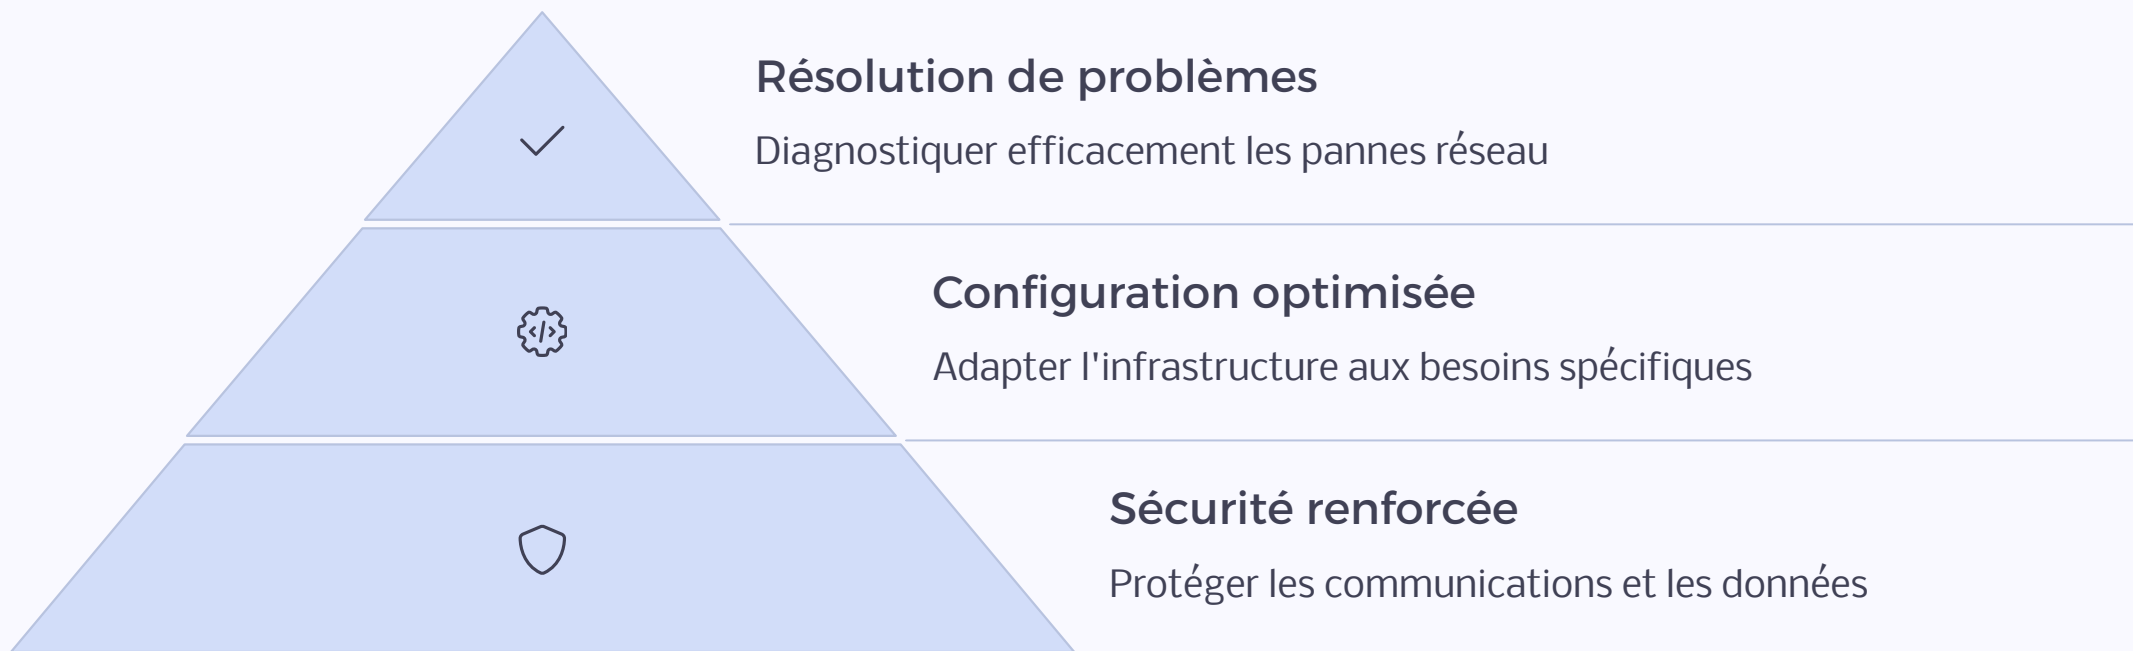 Résolution de problèmes
Diagnostiquer efficacement les pannes réseau
Configuration optimisée
Adapter l'infrastructure aux besoins spécifiques
Sécurité renforcée
Protéger les communications et les données